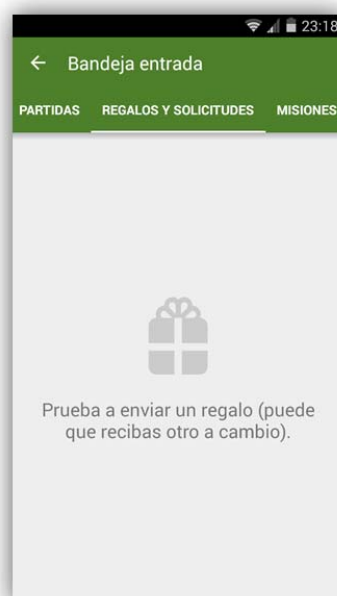 23:18
Bandeja entrada
PARTIDAS REGALOS Y SOLICITUDES MISIONES
Prueba a enviar un regalo (puede
que recibas otro a cambio).